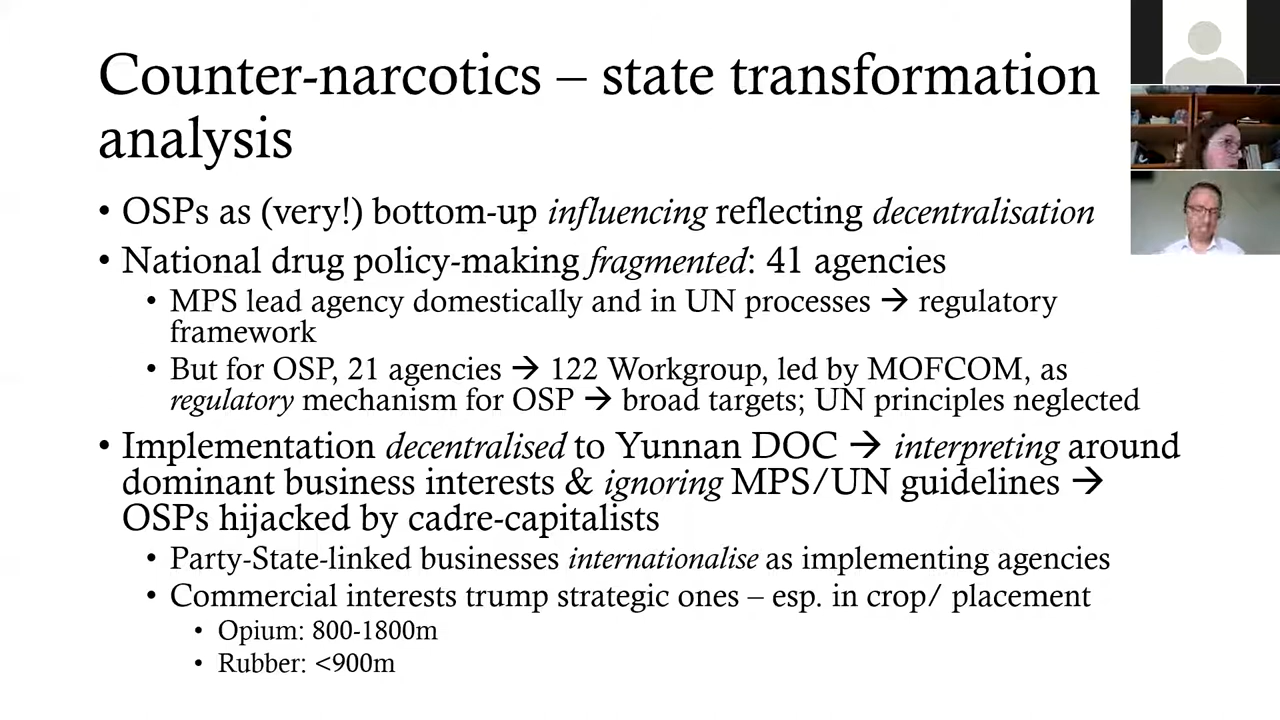 Counter-narcotics – state transformation
analysis
• OSPs as (very!) bottom-up influencing reflecting decentralisation
• National drug policy-making fragmented: 41 agencies
• MPS lead agency domestically and in UN processes → regulatory
framework
• But for OSP, 21 agencies → 122 Workgroup, led by MOFCOM, as
regulatory mechanism for OSP → broad targets; UN principles neglected
• Implementation decentralised to Yunnan DOC → interpreting around
dominant business interests & ignoring MPS/UN guidelines →
OSPs hijacked by cadre-capitalists
• Party-State-linked businesses internationalise as implementing agencies
• Commercial interests trump strategic ones – esp. in crop/ placement
• Opium: 800-1800m
• Rubber: <900m